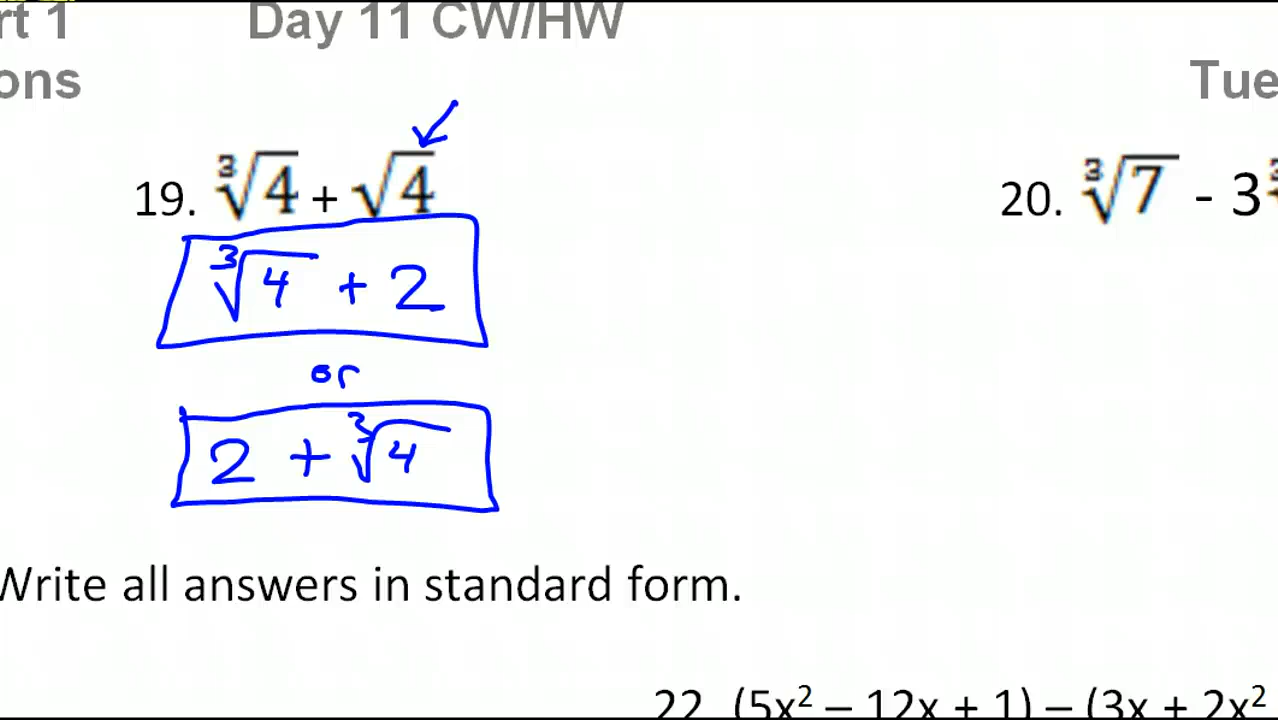 rt 1 Day 11 CW/HW
ons Tue
19. ∛4 + √4 20. ∛7 - 3
∛4 + 2
or
2 + ∛4
Write all answers in standard form.
22. (5x² – 12x + 1) – (3x + 2x²